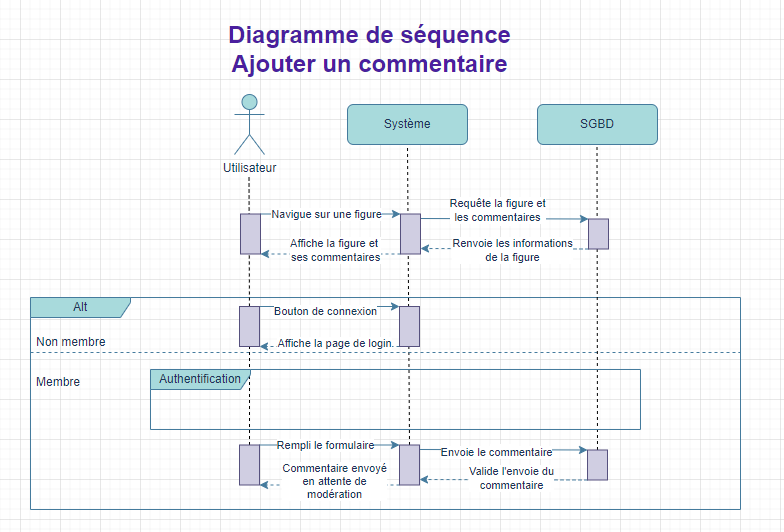 Diagramme de séquence
Ajouter un commentaire
Système
SGBD
Utilisateur
Navigue sur une figure
Requête la figure et
les commentaires
Affiche la figure et
ses commentaires
Renvoie les informations
de la figure
Alt
Bouton de connexion
Non membre
Affiche la page de login.
Membre
Authentification
Rempli le formulaire
Envoie le commentaire
Commentaire envoyé
en attente de
modération
Valide l'envoie du
commentaire